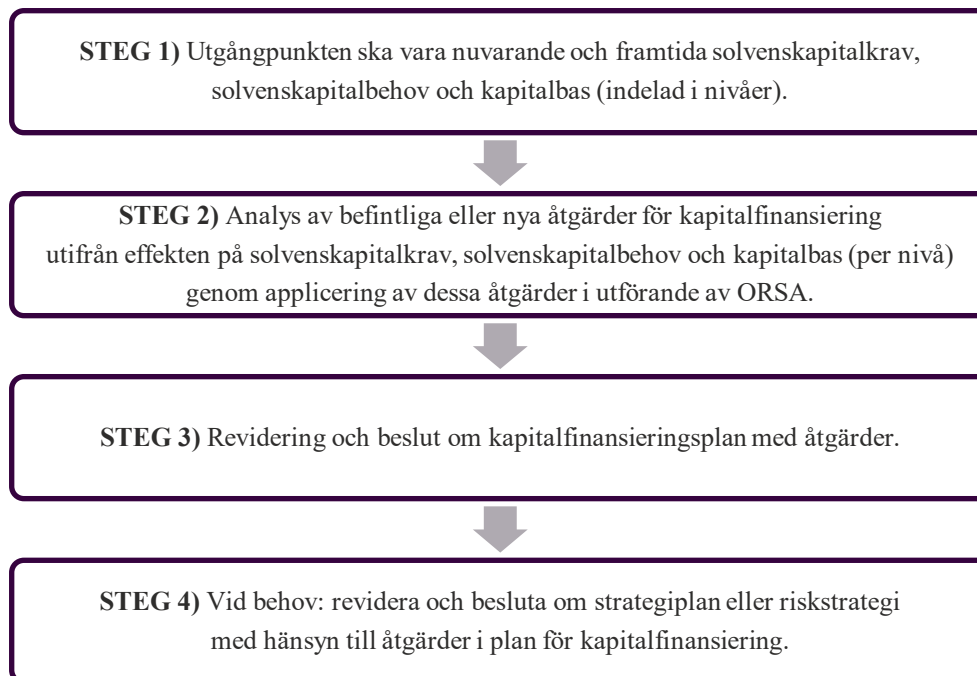 STEG 1) Utgångpunkten ska vara nuvarande och framtida solvenskapitalkrav,
solvenskapitalbehov och kapitalbas (indelad i nivåer).
STEG 2) Analys av befintliga eller nya åtgärder för kapitalfinansiering
utifrån effekten på solvenskapitalkrav, solvenskapitalbehov och kapitalbas (per nivå)
genom applicering av dessa åtgärder i utförande av ORSA.
STEG 3) Revidering och beslut om kapitalfinansieringsplan med åtgärder.
STEG 4) Vid behov: revidera och besluta om strategiplan eller riskstrategi
med hänsyn till åtgärder i plan för kapitalfinansiering.